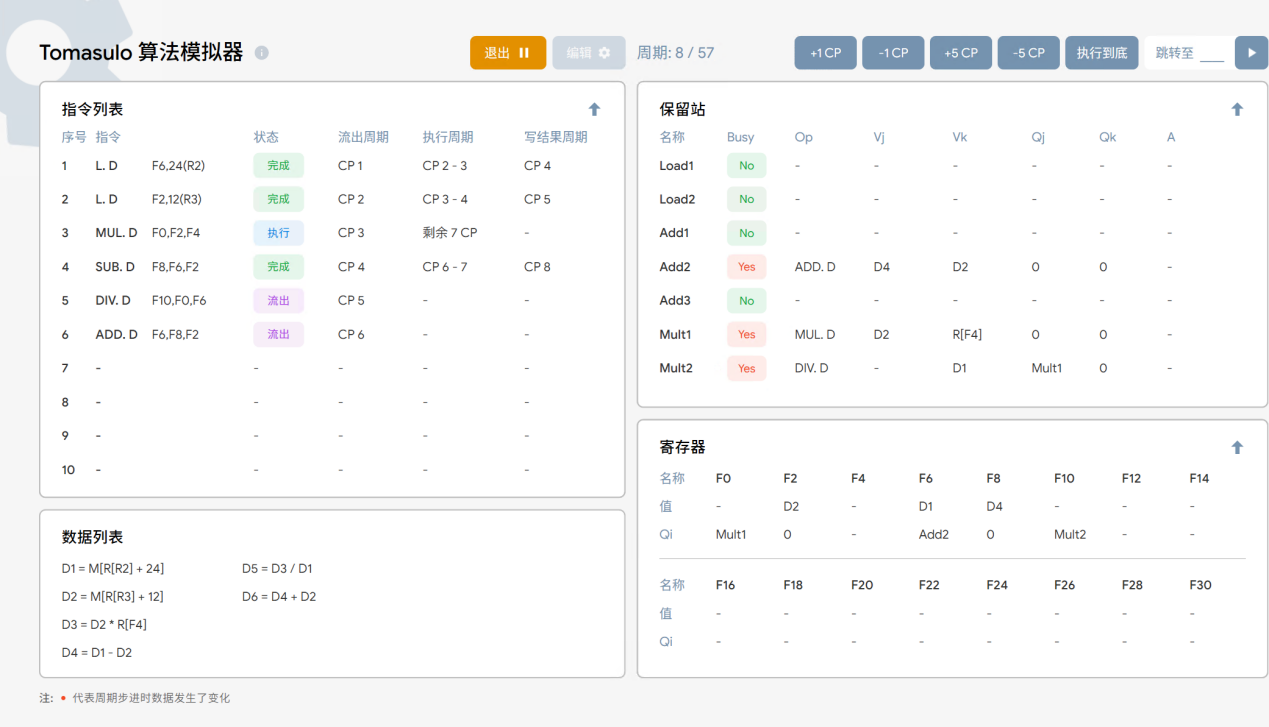 Tomasulo 算法模拟器
退出 编辑 周期: 8 / 57 +1 CP -1 CP +5 CP -5 CP 执行到底 跳转至 ___
指令列表
序号 指令 状态 流出周期 执行周期 写结果周期
1 L. D F6,24(R2) 完成 CP 1 CP 2 - 3 CP 4
2 L. D F2,12(R3) 完成 CP 2 CP 3 - 4 CP 5
3 MUL. D F0,F2,F4 执行 CP 3 剩余 7 CP -
4 SUB. D F8,F6,F2 完成 CP 4 CP 6 - 7 CP 8
5 DIV. D F10,F0,F6 流出 CP 5 - -
6 ADD. D F6,F8,F2 流出 CP 6 - -
7 - - - - -
8 - - - - -
9 - - - - -
10 - - - - -
数据列表
D1 = M[R[R2] + 24] D5 = D3 / D1
D2 = M[R[R3] + 12] D6 = D4 + D2
D3 = D2 * R[F4]
D4 = D1 - D2
注: • 代表周期步进时数据发生了变化
保留站
名称 Busy Op Vj Vk Qj Qk A
Load1 No - - - - - -
Load2 No - - - - - -
Add1 No - - - - - -
Add2 Yes ADD. D D4 D2 0 0 -
Add3 No - - - - - -
Mult1 Yes MUL. D D2 R[F4] 0 0 -
Mult2 Yes DIV. D - D1 Mult1 0 -
寄存器
名称 F0 F2 F4 F6 F8 F10 F12 F14
值 - D2 - D1 D4 - - -
Qi Mult1 0 - Add2 0 Mult2 - -
名称 F16 F18 F20 F22 F24 F26 F28 F30
值 - - - - - - - -
Qi - - - - - - - -